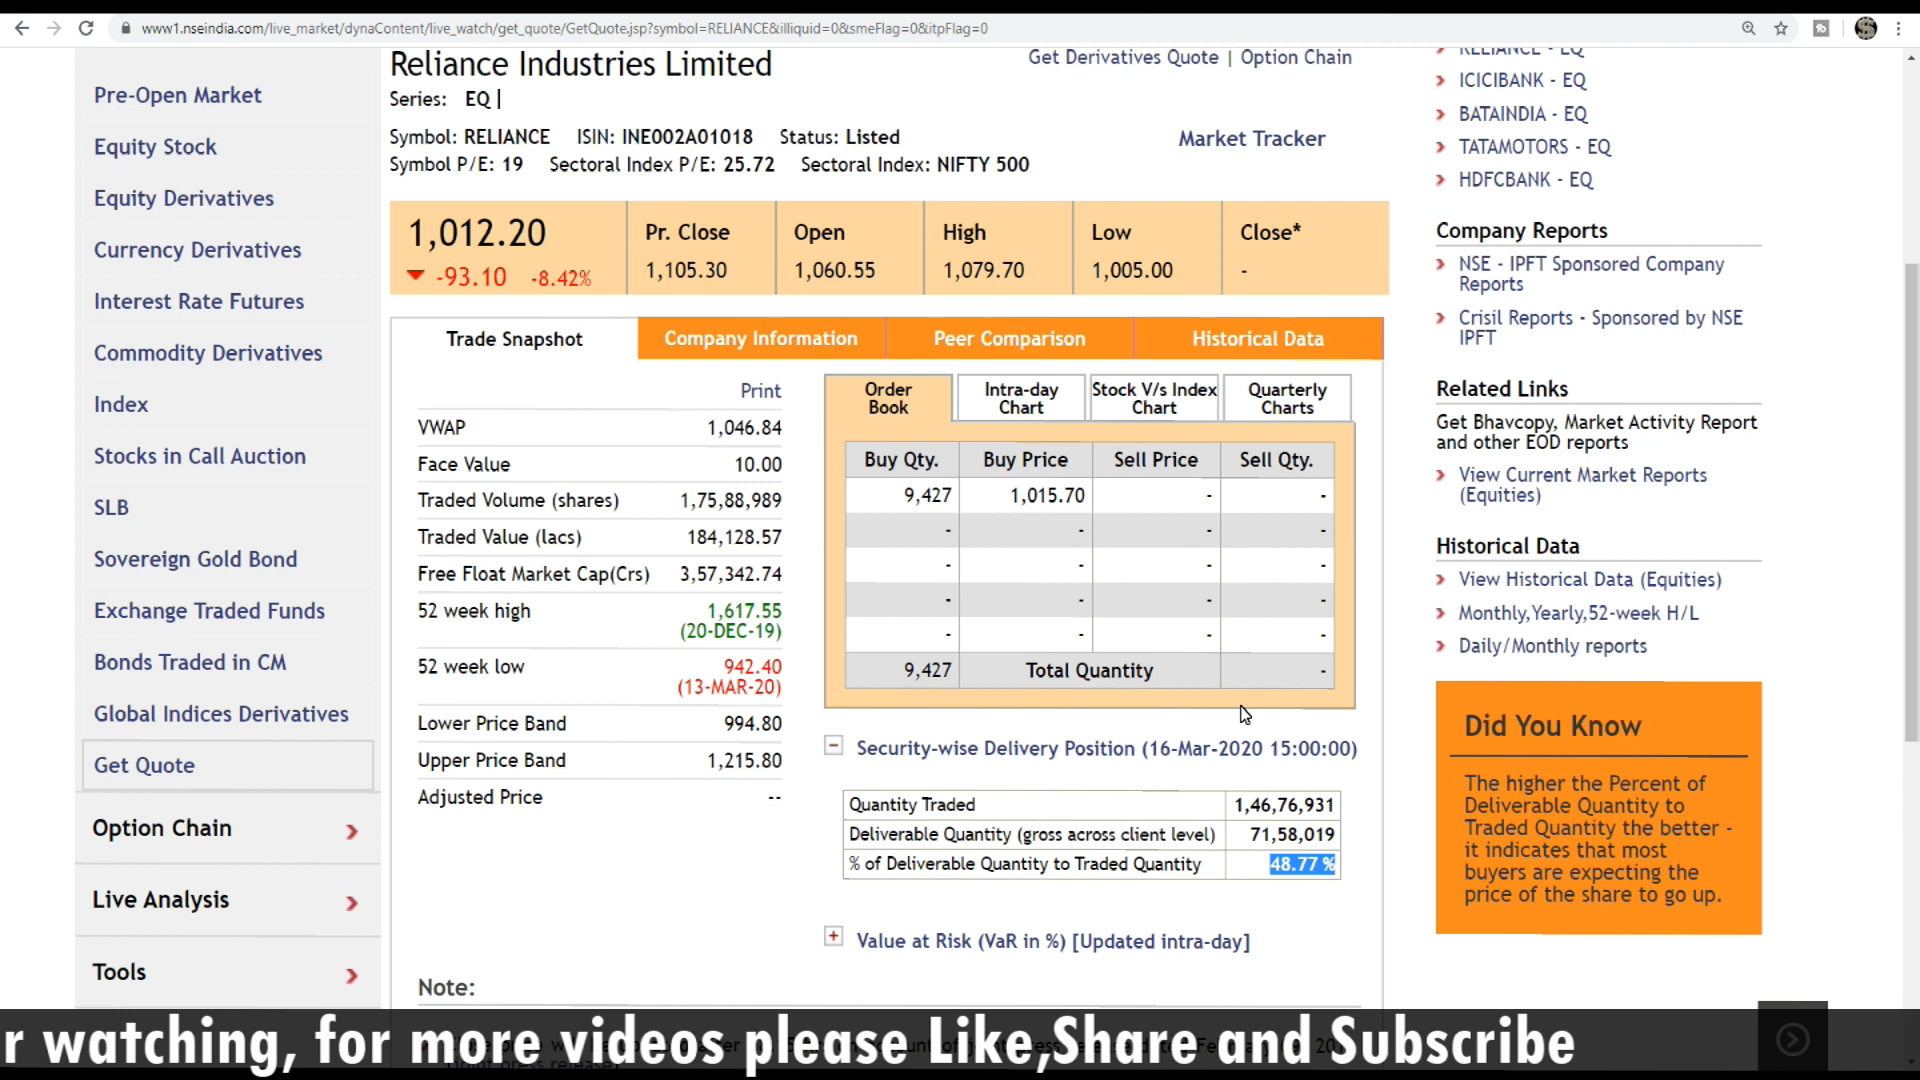 www1.nseindia.com/live_market/dynaContent/live_watch/get_quote/GetQuote.jsp?symbol=RELIANCE&illiquid=0&smeFlag=0&itpFlag=0
Pre-Open Market
Equity Stock
Equity Derivatives
Currency Derivatives
Interest Rate Futures
Commodity Derivatives
Index
Stocks in Call Auction
SLB
Sovereign Gold Bond
Exchange Traded Funds
Bonds Traded in CM
Global Indices Derivatives
Get Quote
Option Chain
Live Analysis
Tools
Reliance Industries Limited
Get Derivatives Quote | Option Chain
Series: EQ |
Symbol: RELIANCE ISIN: INE002A01018 Status: Listed
Market Tracker
Symbol P/E: 19 Sectoral Index P/E: 25.72 Sectoral Index: NIFTY 500
1,012.20 Pr. Close Open High Low Close*
-93.10 -8.42% 1,105.30 1,060.55 1,079.70 1,005.00 -
Trade Snapshot Company Information Peer Comparison Historical Data
Print
VWAP 1,046.84
Face Value 10.00
Traded Volume (shares) 1,75,88,989
Traded Value (lacs) 184,128.57
Free Float Market Cap(Crs) 3,57,342.74
52 week high 1,617.55
(20-DEC-19)
52 week low 942.40
(13-MAR-20)
Lower Price Band 994.80
Upper Price Band 1,215.80
Adjusted Price --
Order Book
Intra-day Chart
Stock V/s Index Chart
Quarterly Charts
Buy Qty. Buy Price Sell Price Sell Qty.
9,427 1,015.70 - -
- - - -
- - - -
- - - -
- - - -
9,427 Total Quantity -
Security-wise Delivery Position (16-Mar-2020 15:00:00)
Quantity Traded 1,46,76,931
Deliverable Quantity (gross across client level) 71,58,019
% of Deliverable Quantity to Traded Quantity 48.77 %
Value at Risk (VaR in %) [Updated intra-day]
Note:
RELIANCE - EQ
ICICIBANK - EQ
BATAINDIA - EQ
TATAMOTORS - EQ
HDFCBANK - EQ
Company Reports
NSE - IPFT Sponsored Company
Reports
Crisil Reports - Sponsored by NSE
IPFT
Related Links
Get Bhavcopy, Market Activity Report
and other EOD reports
View Current Market Reports
(Equities)
Historical Data
View Historical Data (Equities)
Monthly,Yearly,52-week H/L
Daily/Monthly reports
Did You Know
The higher the Percent of
Deliverable Quantity to
Traded Quantity the better -
it indicates that most
buyers are expecting the
price of the share to go up.
r watching, for more videos please Like,Share and Subscribe